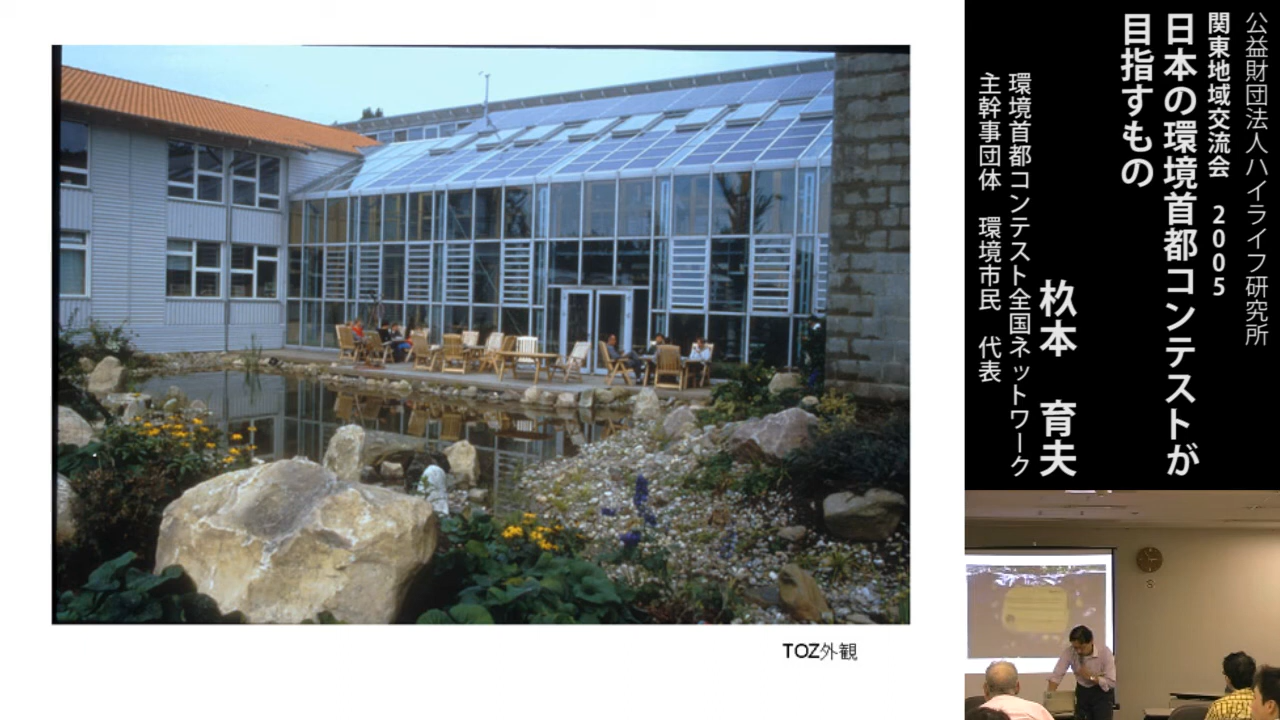 公益財団法人ハイライフ研究所
関東地域交流会 2005
日本の環境首都コンテストが
目指すもの
杦本 育夫
環境首都コンテスト全国ネットワーク
主幹事団体 環境市民 代表
TOZ外観